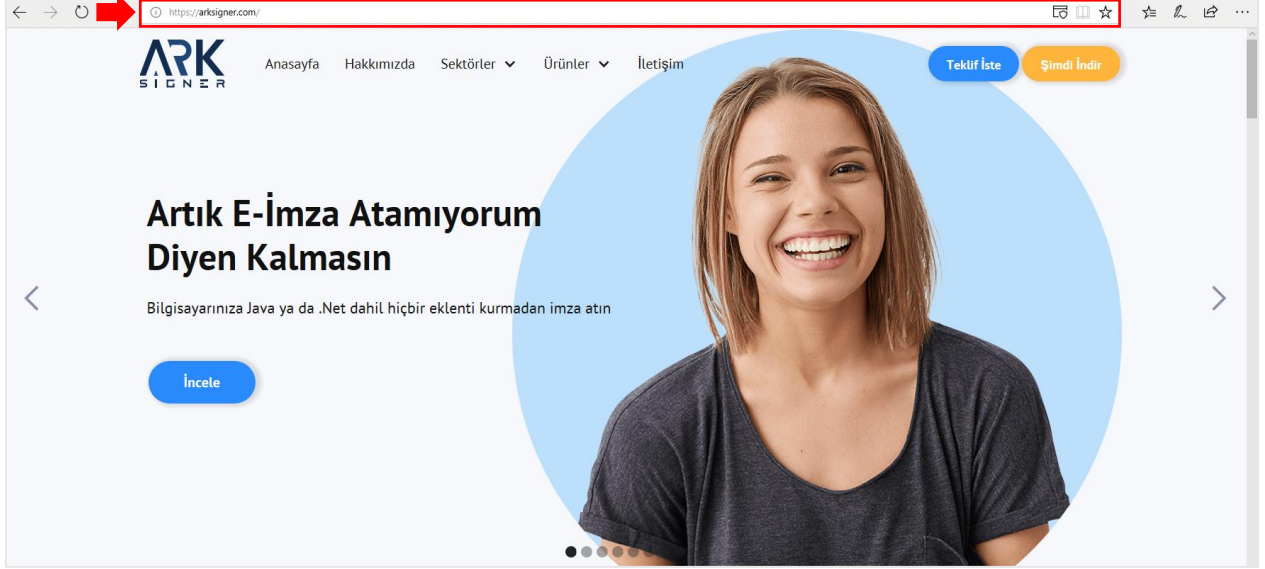 https://arksigner.com/
ARK
SIGNER
Anasayfa Hakkımızda Sektörler Ürünler İletişim Teklif İste Şimdi İndir
Artık E-İmza Atamıyorum
Diyen Kalmasın
Bilgisayarınıza Java ya da .Net dahil hiçbir eklenti kurmadan imza atın
İncele